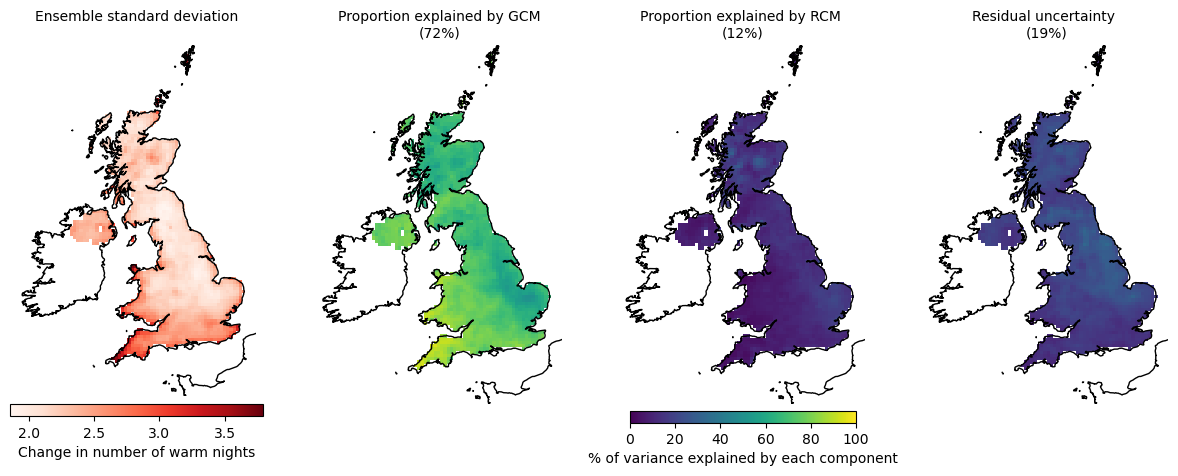 Ensemble standard deviation
Proportion explained by GCM
(72%)
Proportion explained by RCM
(12%)
Residual uncertainty
(19%)
2.0 2.5 3.0 3.5
Change in number of warm nights
0 20 40 60 80 100
% of variance explained by each component